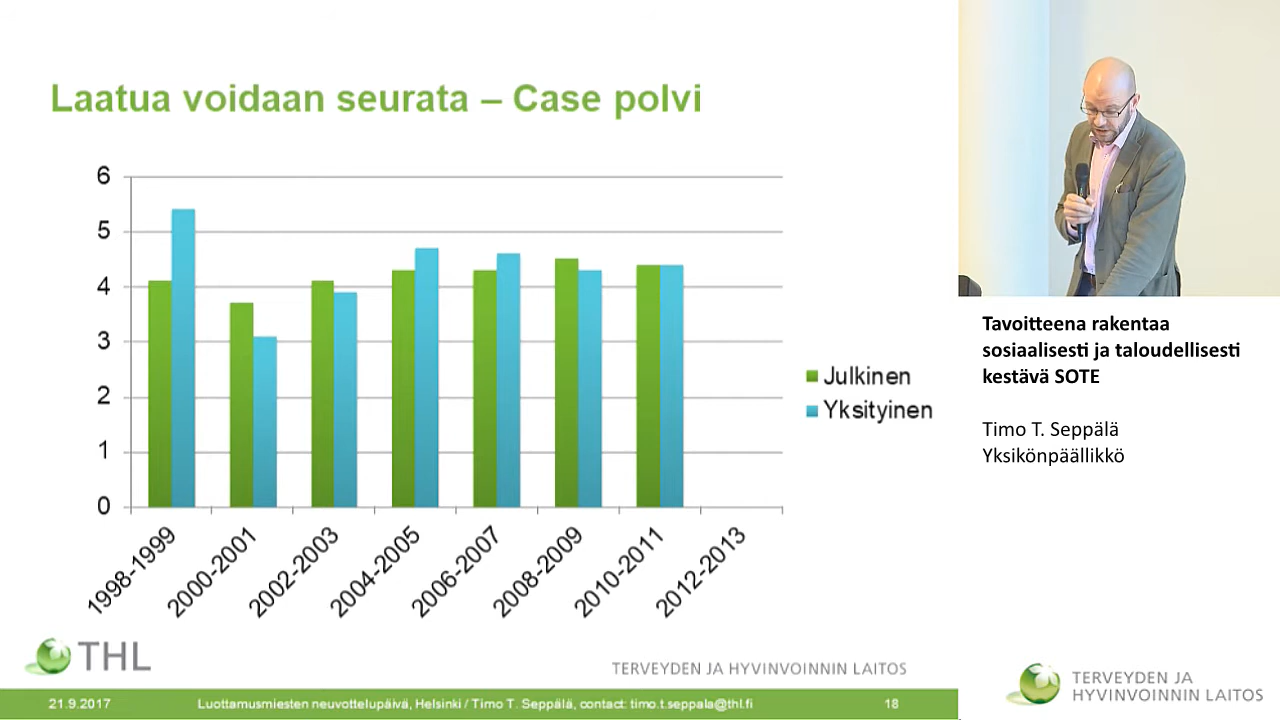 Laatua voidaan seurata – Case polvi
6
5
4
3
2
1
0
1998-1999
2000-2001
2002-2003
2004-2005
2006-2007
2008-2009
2010-2011
2012-2013
Julkinen
Yksityinen
THL
TERVEYDEN JA HYVINVOINNIN LAITOS
21.9.2017
Luottamusmiesten neuvottelupäivä, Helsinki / Timo T. Seppälä, contact: timo.t.seppala@thl.fi
18
Tavoitteena rakentaa
sosiaalisesti ja taloudellisesti
kestävä SOTE
Timo T. Seppälä
Yksikönpäällikkö
TERVEYDEN JA
HYVINVOINNIN LAITOS